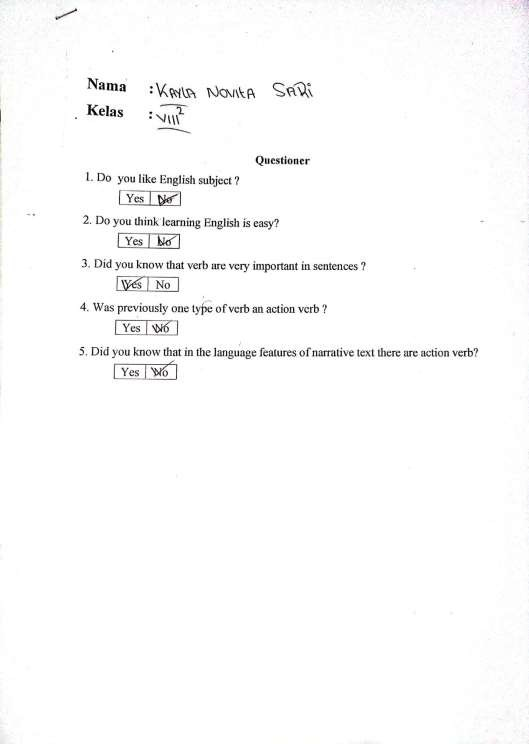 Nama : KAYLA NOVITA SARI
Kelas : VIII²
Questioner
1. Do you like English subject ?
Yes No
2. Do you think learning English is easy?
Yes No
3. Did you know that verb are very important in sentences ?
Yes No
4. Was previously one type of verb an action verb ?
Yes No
5. Did you know that in the language features of narrative text there are action verb?
Yes No